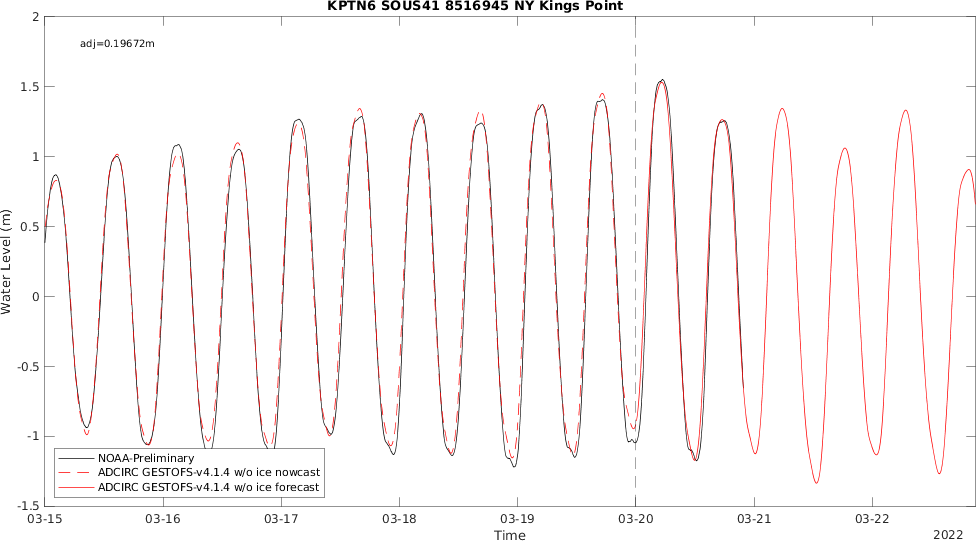 KPTN6 SOUS41 8516945 NY Kings Point
adj=0.19672m
Water Level (m)
2
1.5
1
0.5
0
-0.5
-1
-1.5
NOAA-Preliminary
ADCIRC GESTOFS-v4.1.4 w/o ice nowcast
ADCIRC GESTOFS-v4.1.4 w/o ice forecast
03-15 03-16 03-17 03-18 03-19 03-20 03-21 03-22
Time
2022